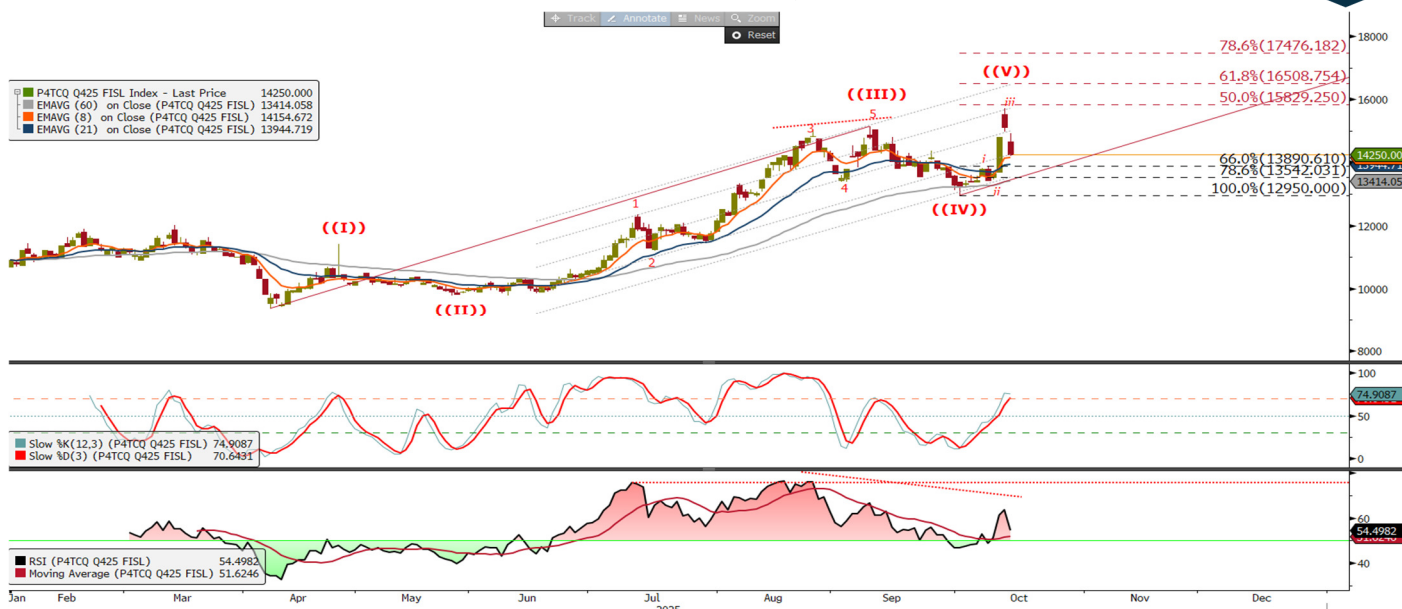 Track Annotate News Zoom
Reset
P4TCQ Q425 FISL Index - Last Price 14250.000
EMAVG (60) on Close (P4TCQ Q425 FISL) 13414.058
EMAVG (8) on Close (P4TCQ Q425 FISL) 14154.672
EMAVG (21) on Close (P4TCQ Q425 FISL) 13944.719
18000
16000
14250.00
13414.05
12000
10000
8000
78.6%(17476.182)
61.8%(16508.754)
50.0%(15829.250)
66.0%(13890.610)
78.6%(13542.031)
100.0%(12950.000)
((I))
((II))
((III))
((IV))
((V))
1
2
3
4
5
i
ii
iii
Slow %K(12,3) (P4TCQ Q425 FISL) 74.9087
Slow %D(3) (P4TCQ Q425 FISL) 70.6431
100
74.9087
50
0
RSI (P4TCQ Q425 FISL) 54.4982
Moving Average (P4TCQ Q425 FISL) 51.6246
60
54.4982
40
Jan Feb Mar Apr May Jun Jul Aug Sep Oct Nov Dec